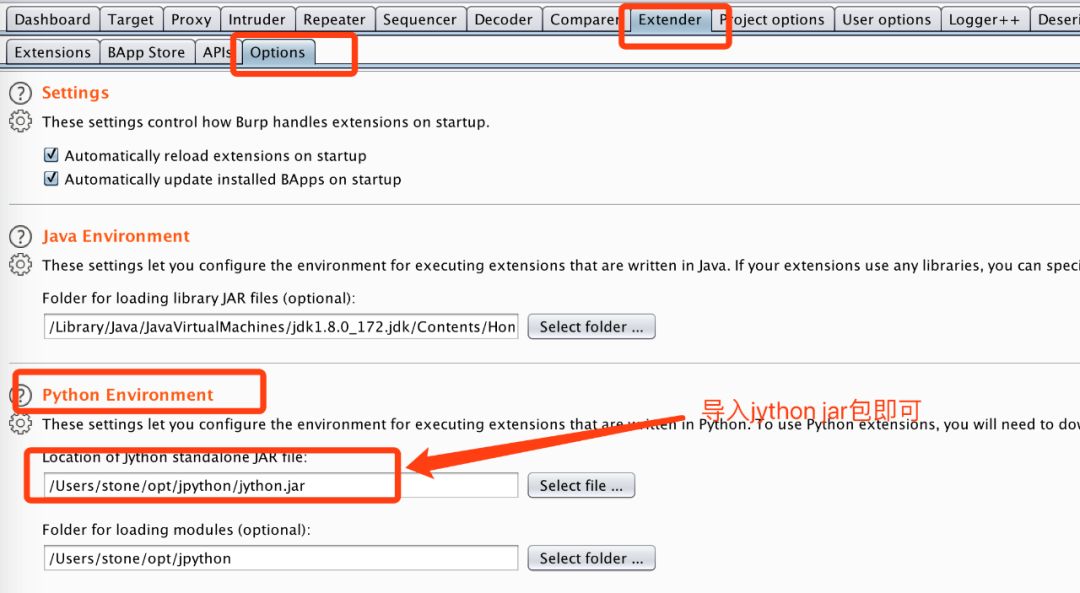 Dashboard Target Proxy Intruder Repeater Sequencer Decoder Comparer Extender Project options User options Logger++ Deseri
Extensions BApp Store APIs Options
? Settings
These settings control how Burp handles extensions on startup.
Automatically reload extensions on startup
Automatically update installed BApps on startup
? Java Environment
These settings let you configure the environment for executing extensions that are written in Java. If your extensions use any libraries, you can speci
Folder for loading library JAR files (optional):
/Library/Java/JavaVirtualMachines/jdk1.8.0_172.jdk/Contents/Hon Select folder ...
? Python Environment
导入jython jar包即可
These settings let you configure the environment for executing extensions that are written in Python. To use Python extensions, you will need to dow
Location of Jython standalone JAR file:
/Users/stone/opt/jpython/jython.jar Select file ...
Folder for loading modules (optional):
/Users/stone/opt/jpython Select folder ...